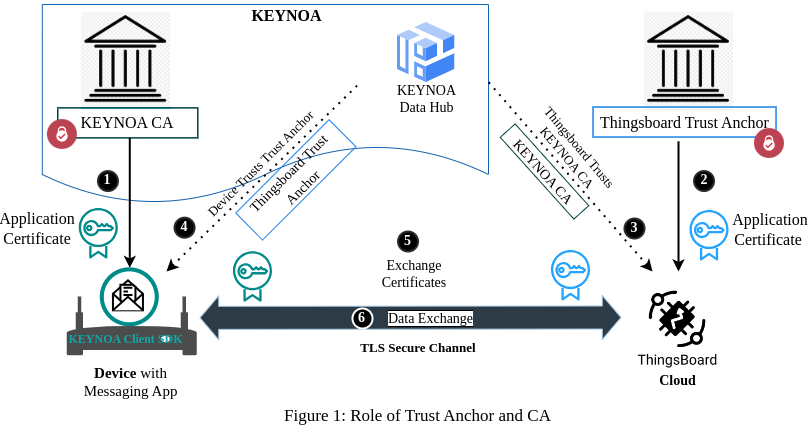 KEYNOA
KEYNOA
Data Hub
KEYNOA CA
Thingsboard Trust Anchor
1
2
Application
Certificate
Application
Certificate
Device Trusts Trust Anchor
Thingsboard Trust
Anchor
4
Thingsboard Trusts
KEYNOA CA
KEYNOA CA
3
5
Exchange
Certificates
6
Data Exchange
TLS Secure Channel
KEYNOA Client SDK
Device with
Messaging App
ThingsBoard
Cloud
Figure 1: Role of Trust Anchor and CA